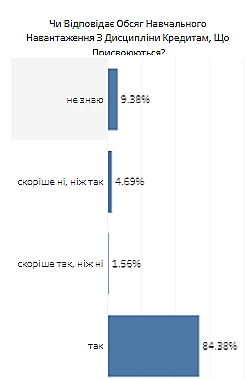 Чи Відповідає Обсяг Навчального
Навантаження З Дисципліни Кредитам, Що
Присвоюються?
не знаю
9.38%
скоріше ні, ніж так
4.69%
скоріше так, ніж ні
1.56%
так
84.38%